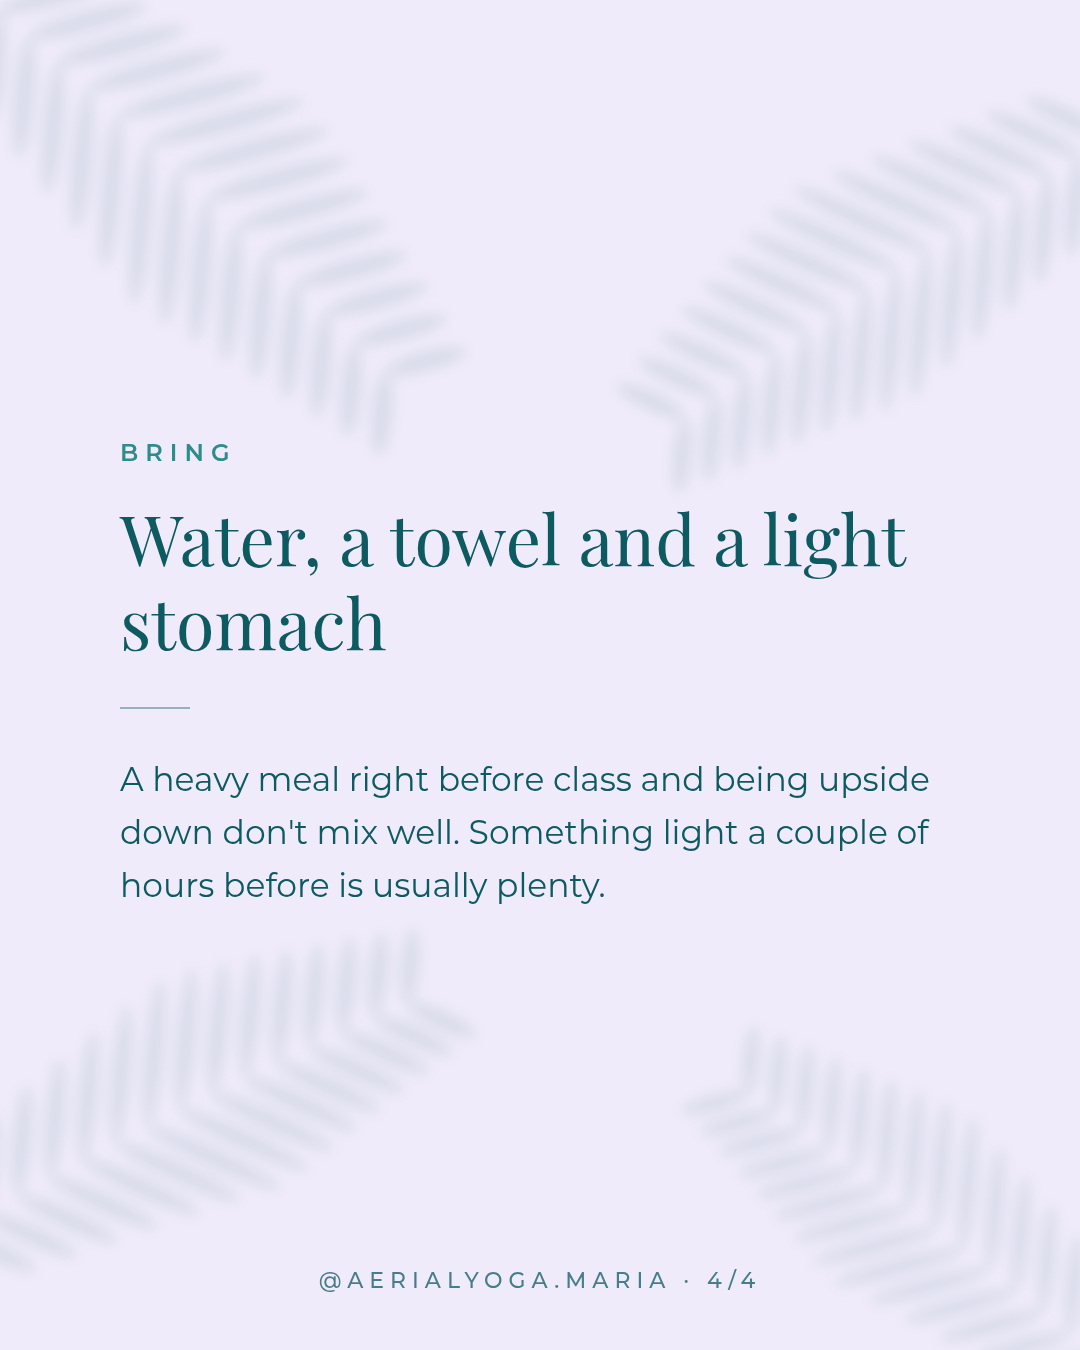 BRING
Water, a towel and a light
stomach
A heavy meal right before class and being upside
down don't mix well. Something light a couple of
hours before is usually plenty.
@AERIALYOGA.MARIA · 4/4